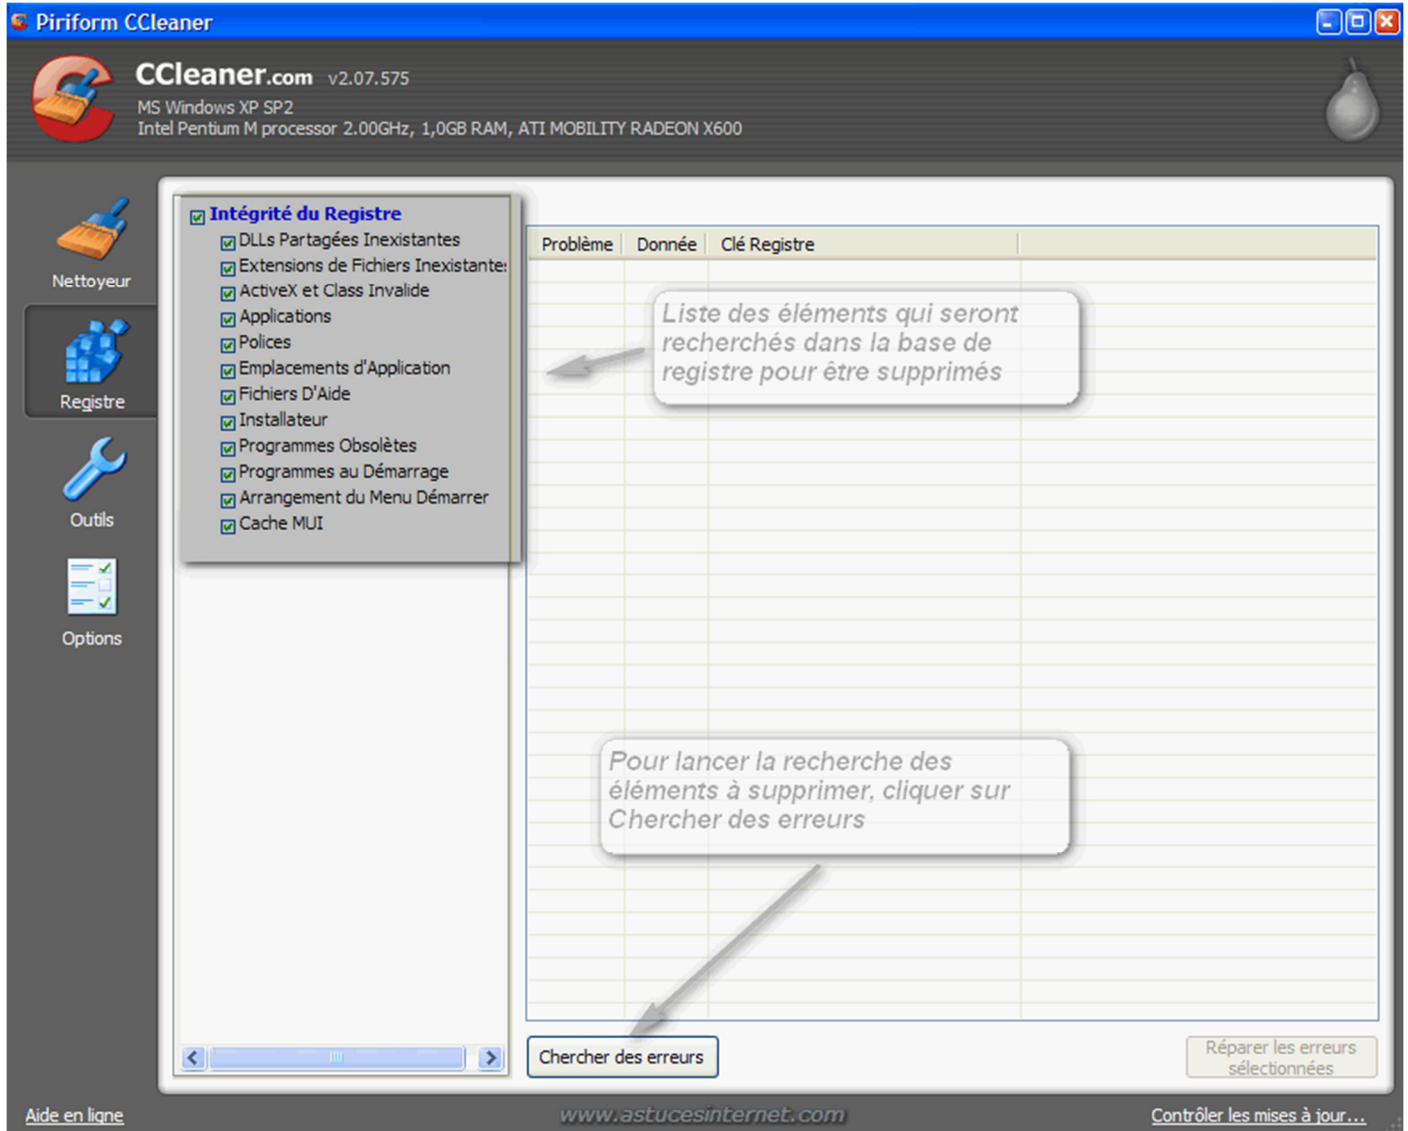 Piriform CCleaner
CCleaner.com v2.07.575
MS Windows XP SP2
Intel Pentium M processor 2.00GHz, 1,0GB RAM, ATI MOBILITY RADEON X600
Nettoyeur
Registre
Outils
Options
Intégrité du Registre
DLLs Partagées Inexistantes
Extensions de Fichiers Inexistantes
ActiveX et Class Invalide
Applications
Polices
Emplacements d'Application
Fichiers D'Aide
Installateur
Programmes Obsolètes
Programmes au Démarrage
Arrangement du Menu Démarrer
Cache MUI
Problème Donnée Clé Registre
Liste des éléments qui seront
recherchés dans la base de
registre pour être supprimés
Pour lancer la recherche des
éléments à supprimer, cliquer sur
Chercher des erreurs
Chercher des erreurs
Réparer les erreurs
sélectionnées
Aide en ligne
www.astucesinternet.com
Contrôler les mises à jour...